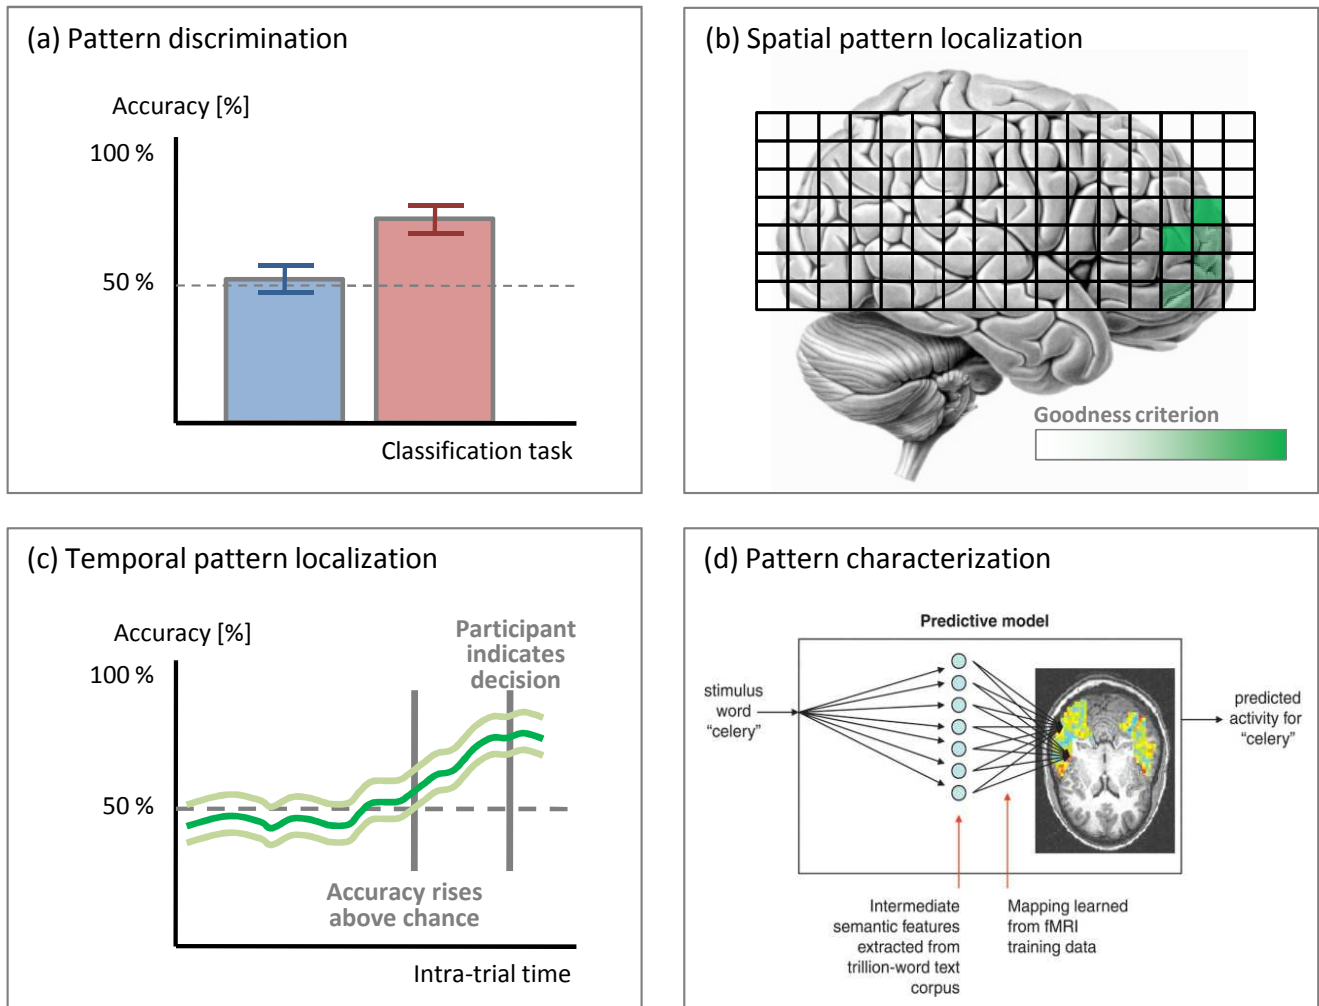 (a) Pattern discrimination
Accuracy [%]
100 %
50 %
Classification task
(b) Spatial pattern localization
Goodness criterion
(c) Temporal pattern localization
Accuracy [%]
100 %
50 %
Participant
indicates
decision
Accuracy rises
above chance
Intra-trial time
(d) Pattern characterization
Predictive model
stimulus
word
“celery”
predicted
activity for
“celery”
Intermediate
semantic features
extracted from
trillion-word text
corpus
Mapping learned
from fMRI
training data